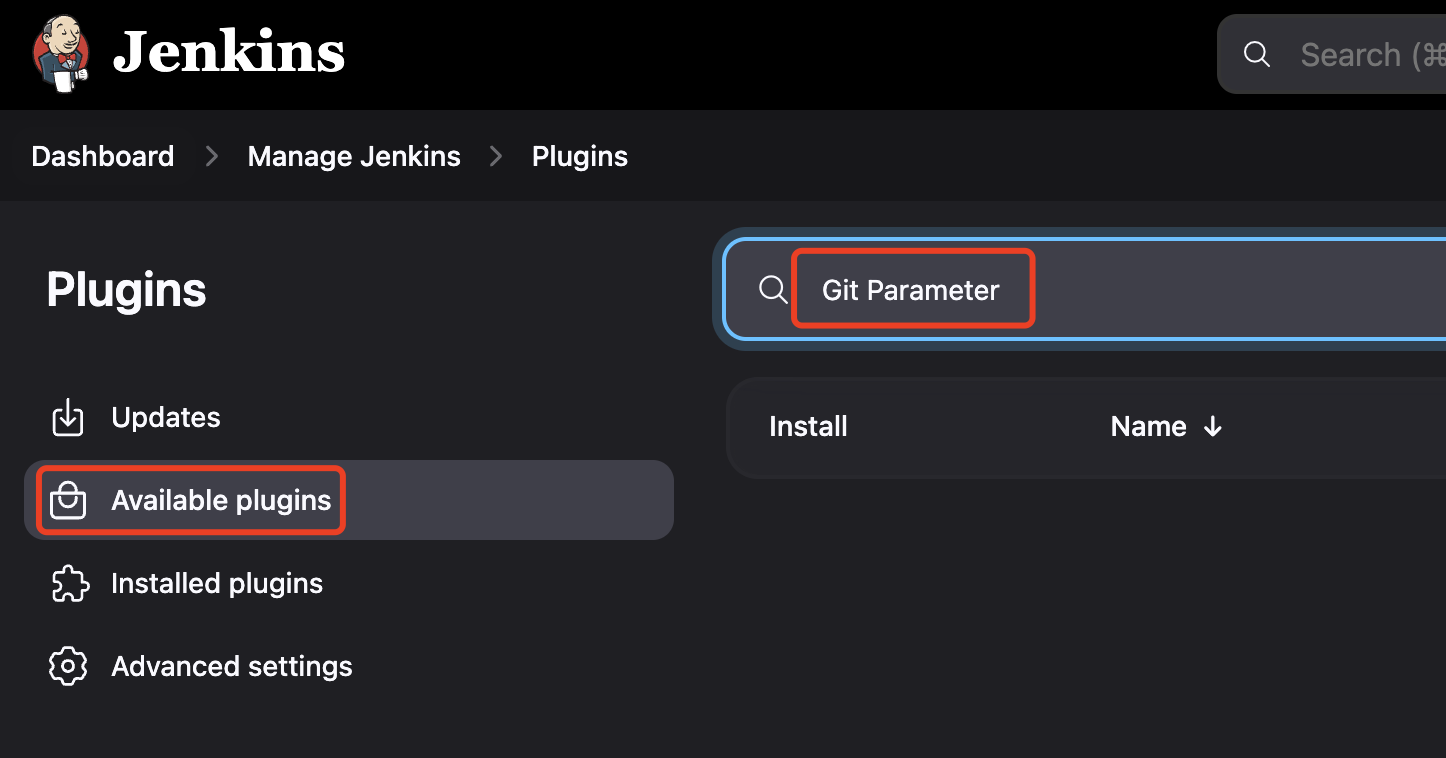 Jenkins
Search (⌘
Dashboard > Manage Jenkins > Plugins
Plugins
Git Parameter
Updates
Install Name ↓
Available plugins
Installed plugins
Advanced settings